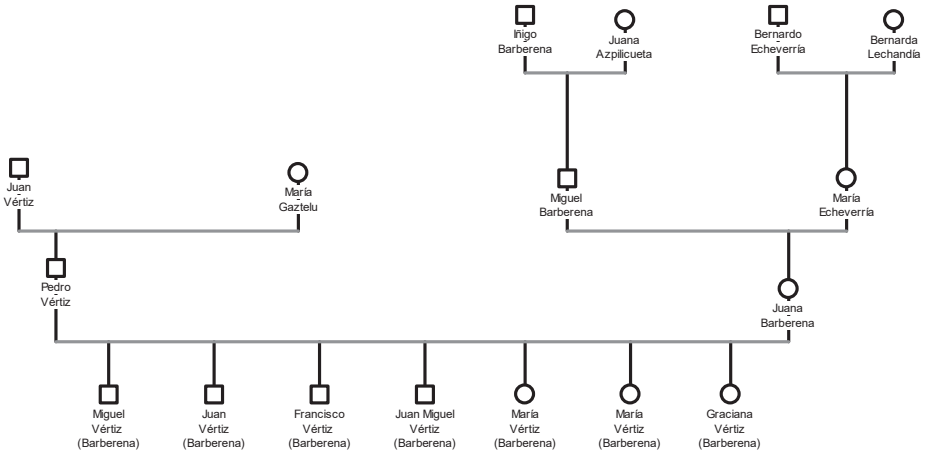 Iñigo
Barberena
Juana
Azpilicueta
Bernardo
Echeverría
Bernarda
Lechandía
Juan
Vértiz
María
Gaztelu
Miguel
Barberena
María
Echeverría
Pedro
Vértiz
Juana
Barberena
Miguel
Vértiz
(Barberena)
Juan
Vértiz
(Barberena)
Francisco
Vértiz
(Barberena)
Juan Miguel
Vértiz
(Barberena)
María
Vértiz
(Barberena)
María
Vértiz
(Barberena)
Graciana
Vértiz
(Barberena)